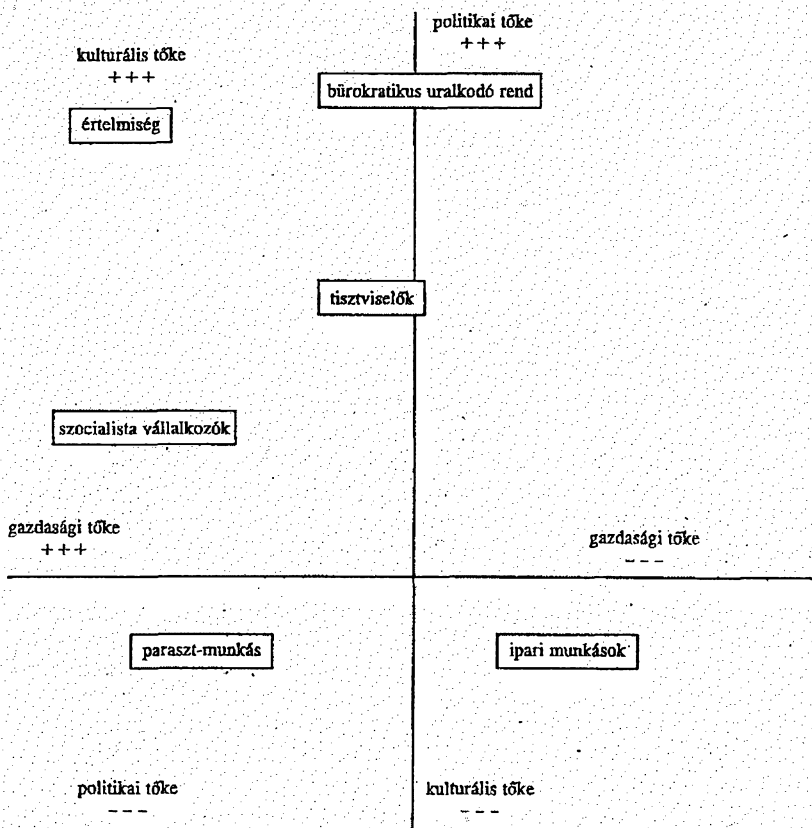 politikai tőke
+++
kulturális tőke
+++
bürokratikus uralkodó rend
értelmiség
tisztviselők
szocialista vállalkozók
gazdasági tőke
+++
gazdasági tőke
---
paraszt-munkás
ipari munkások
politikai tőke
---
kulturális tőke
---